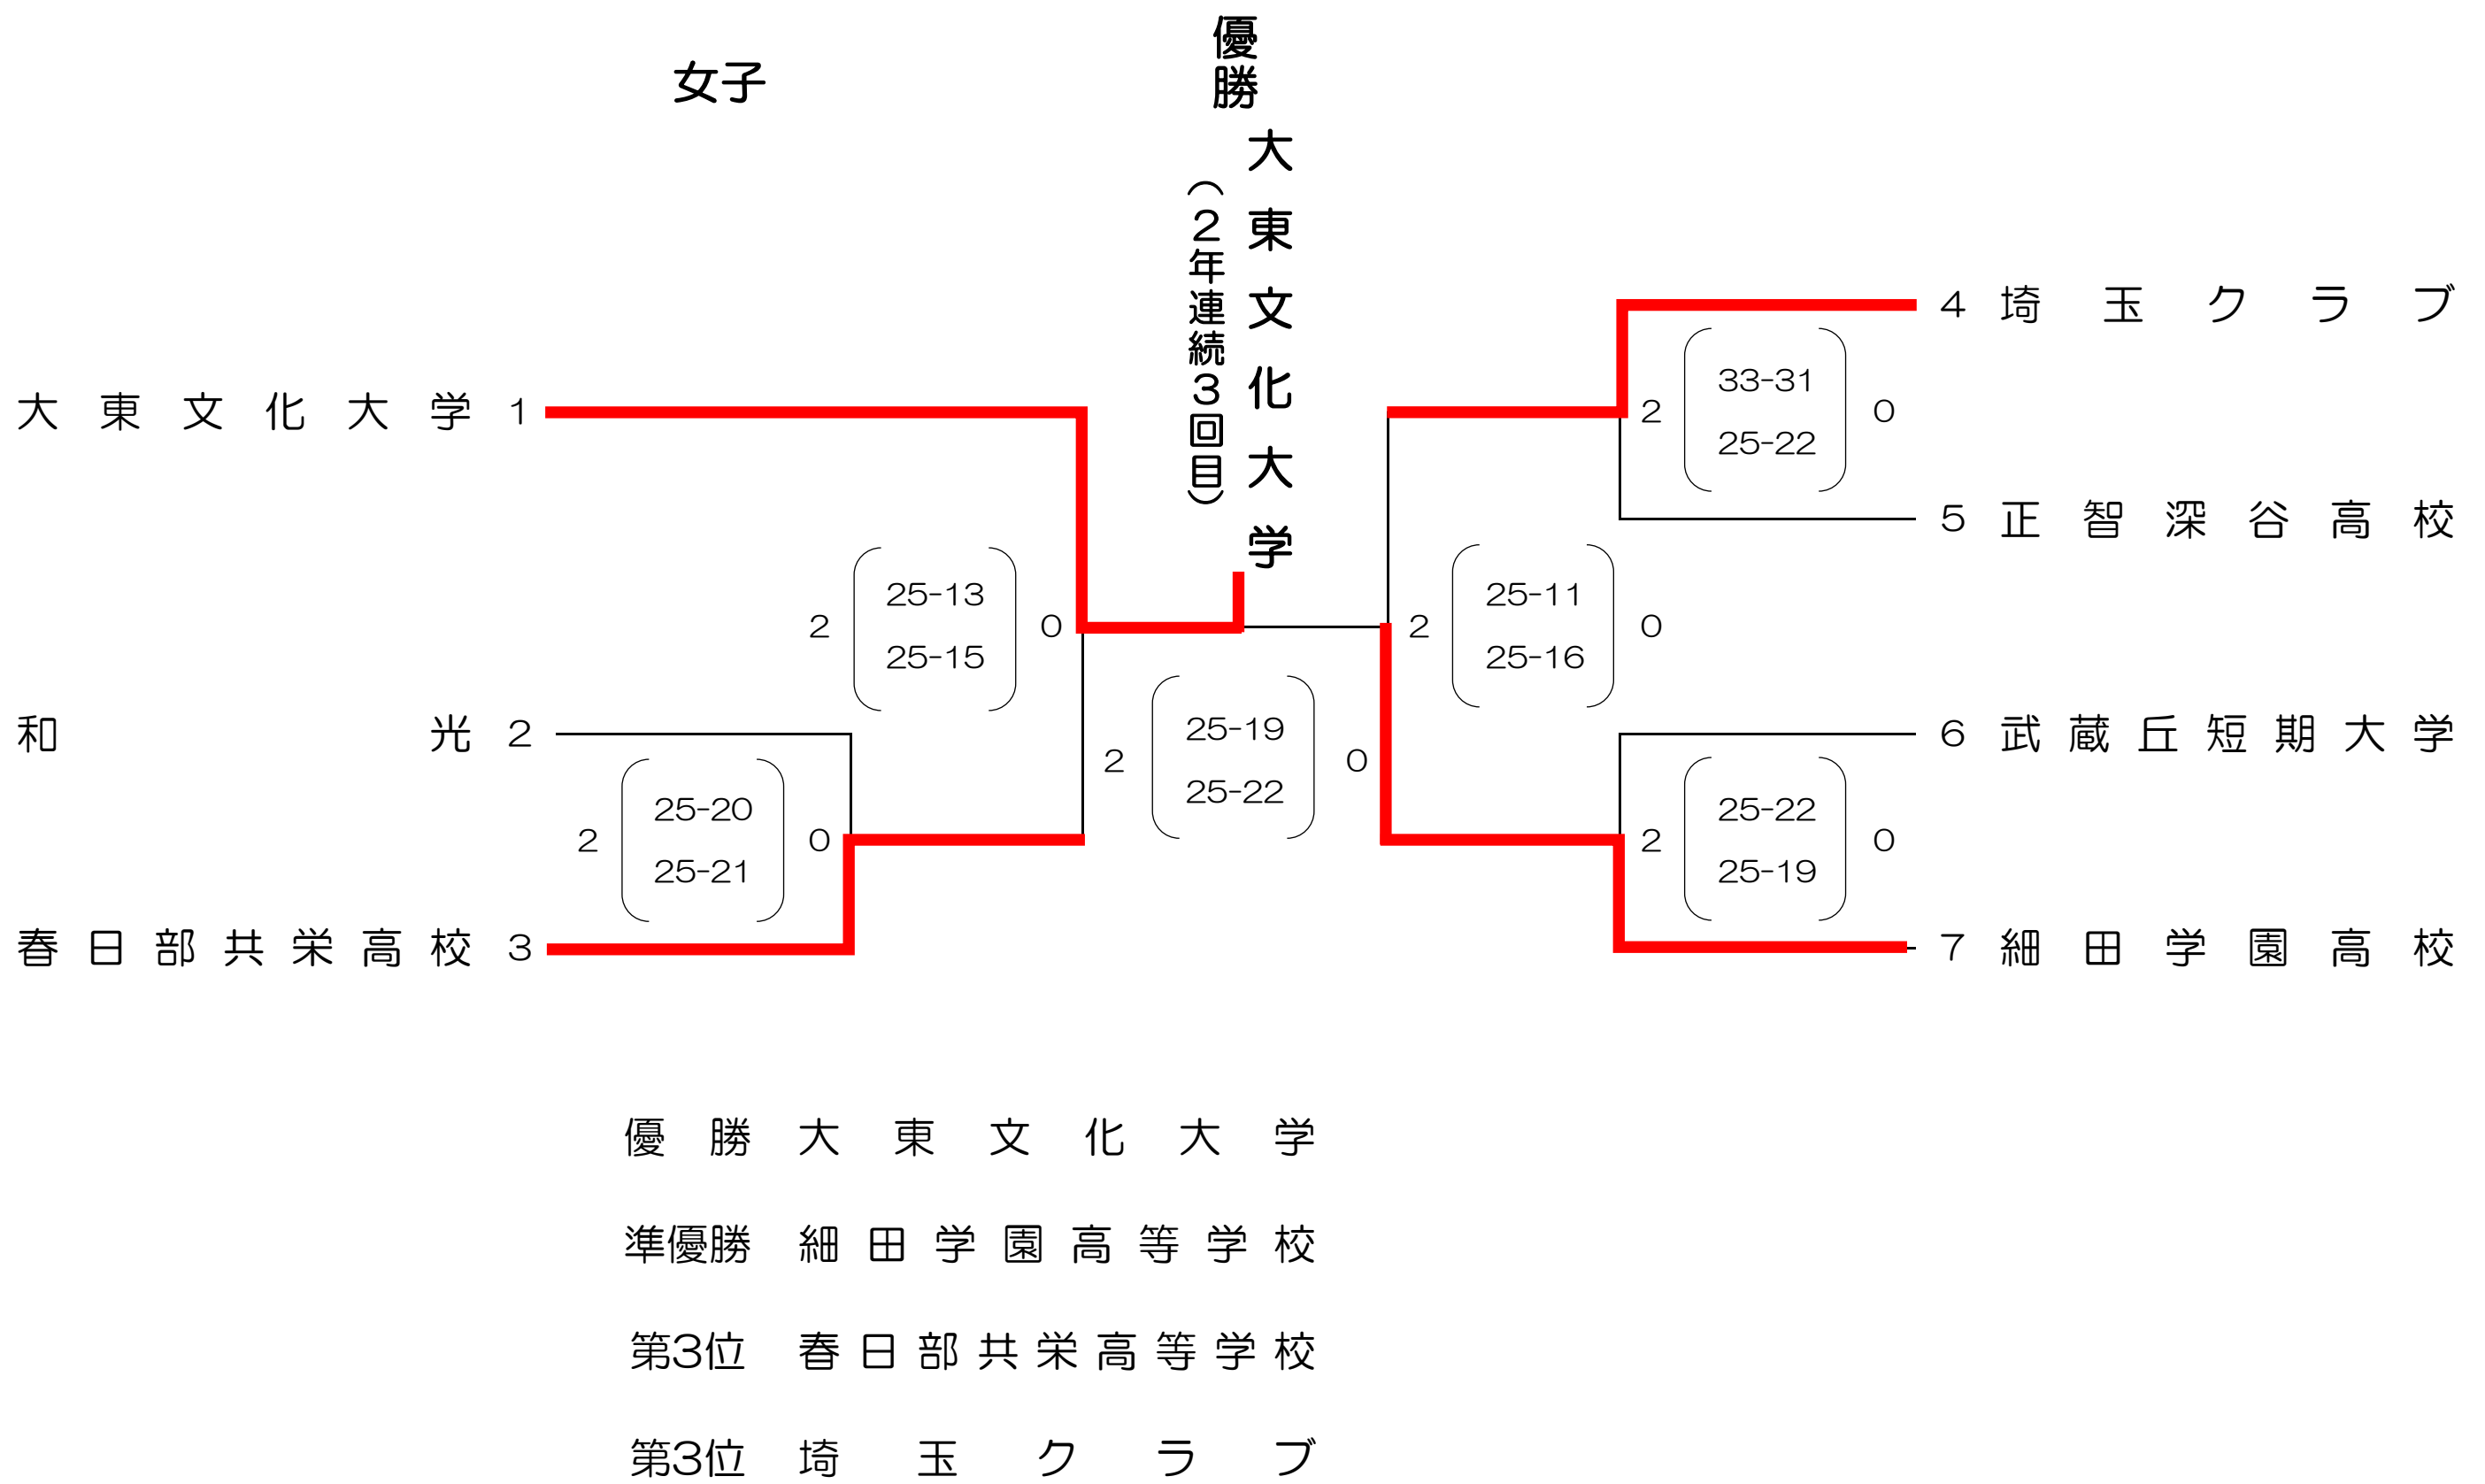 女子
優勝
大東文化大学
（２年連続３回目）
大東文化大学 1
和光 2
春日部共栄高校 3
4 埼玉クラブ
5 正智深谷高校
6 武蔵丘短期大学
7 細田学園高校
2 33-31 0
25-22
2 25-13 0
25-15
2 25-11 0
25-16
2 25-19 0
25-22
2 25-20 0
25-21
2 25-22 0
25-19
優勝 大東文化大学
準優勝 細田学園高等学校
第3位 春日部共栄高等学校
第3位 埼玉クラブ